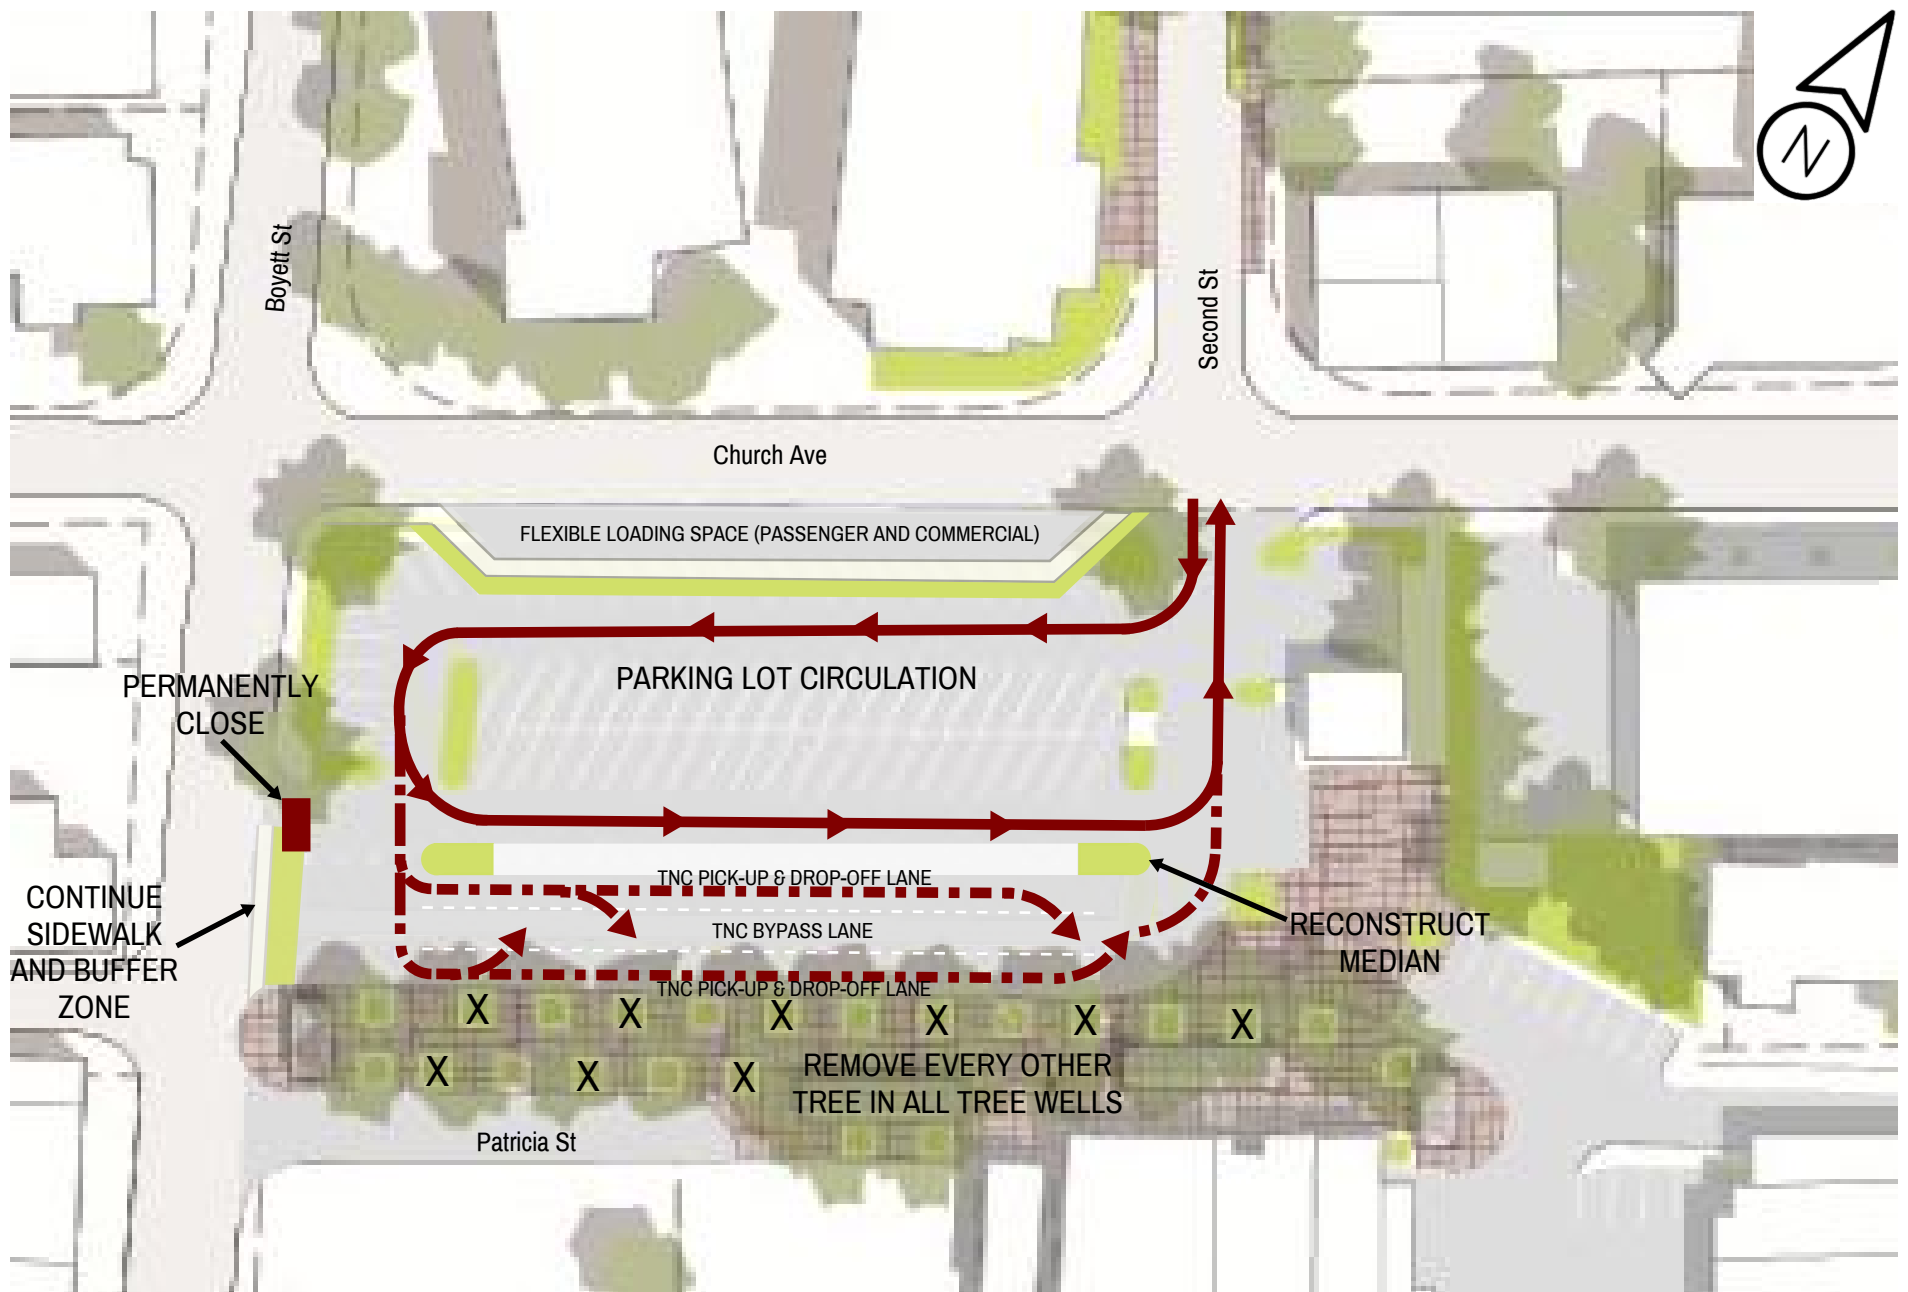 N
Boyett St
Second St
Church Ave
FLEXIBLE LOADING SPACE (PASSENGER AND COMMERCIAL)
PARKING LOT CIRCULATION
PERMANENTLY
CLOSE
TNC PICK-UP & DROP-OFF LANE
CONTINUE
SIDEWALK
AND BUFFER
ZONE
TNC BYPASS LANE
RECONSTRUCT
MEDIAN
TNC PICK-UP & DROP-OFF LANE
X X X X X X
X X X
REMOVE EVERY OTHER
TREE IN ALL TREE WELLS
Patricia St